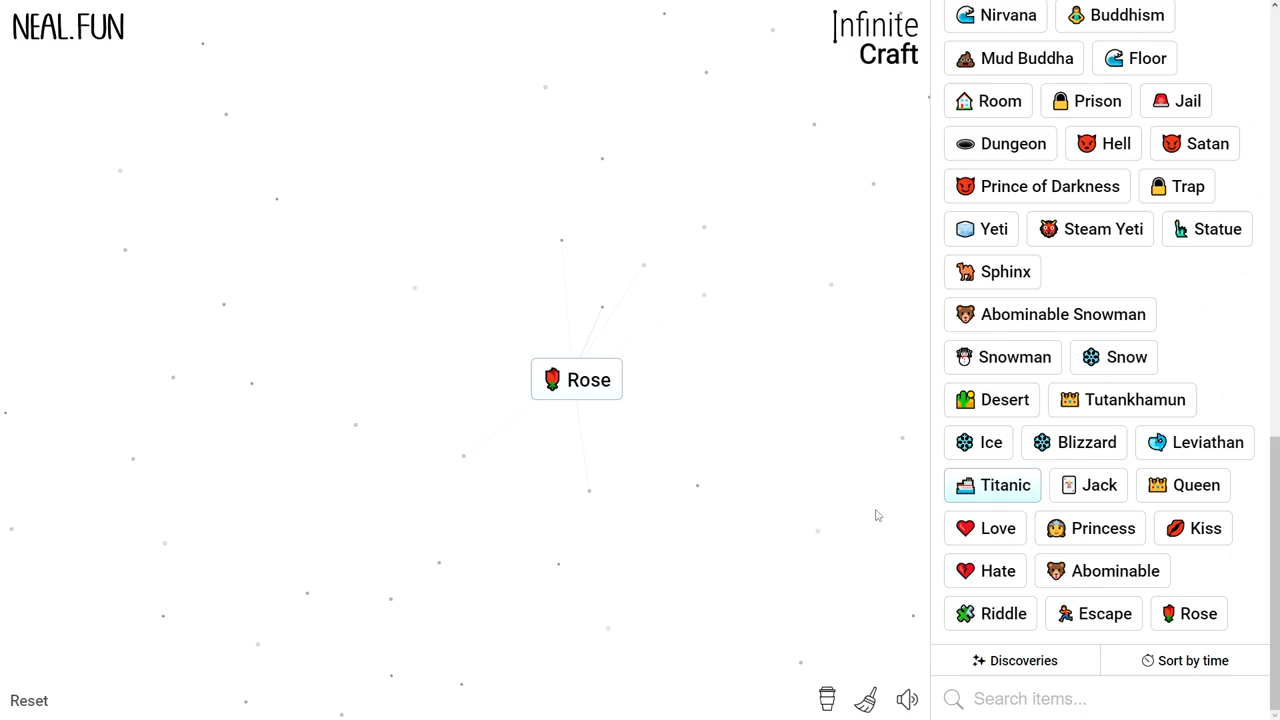 NEAL.FUN
Infinite
Craft
Nirvana Buddhism
Mud Buddha Floor
Room Prison Jail
Dungeon Hell Satan
Prince of Darkness Trap
Yeti Steam Yeti Statue
Sphinx
Abominable Snowman
Snowman Snow
Rose
Desert Tutankhamun
Ice Blizzard Leviathan
Titanic Jack Queen
Love Princess Kiss
Hate Abominable
Riddle Escape Rose
Discoveries Sort by time
Reset
Search items...